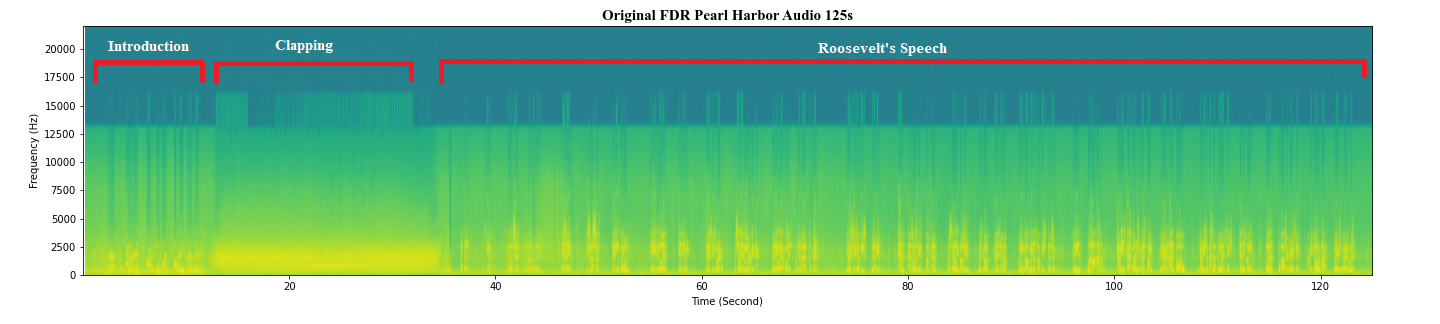 Original FDR Pearl Harbor Audio 125s
Introduction
Clapping
Roosevelt's Speech
Frequency (Hz)
20000
17500
15000
12500
10000
7500
5000
2500
0
20
40
60
80
100
120
Time (Second)